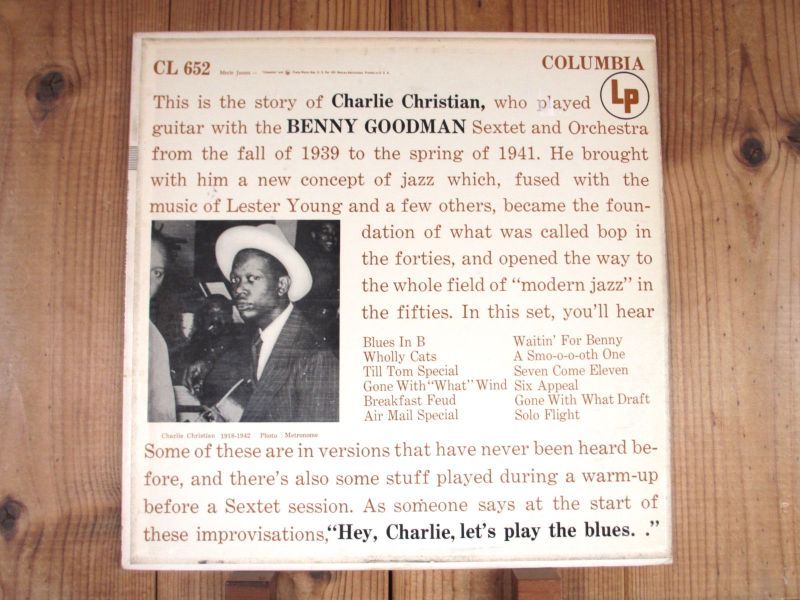 CL 652
COLUMBIA
Lp
This is the story of Charlie Christian, who played
guitar with the BENNY GOODMAN Sextet and Orchestra
from the fall of 1939 to the spring of 1941. He brought
with him a new concept of jazz which, fused with the
music of Lester Young and a few others, became the foun-
dation of what was called bop in
the forties, and opened the way to
the whole field of "modern jazz" in
the fifties. In this set, you'll hear
Blues In B
Wholly Cats
Till Tom Special
Gone With "What" Wind
Breakfast Feud
Air Mail Special
Waitin' For Benny
A Smo-o-o-oth One
Seven Come Eleven
Six Appeal
Gone With What Draft
Solo Flight
Charlie Christian 1918-1942 Photo : Metronome
Some of these are in versions that have never been heard be-
fore, and there's also some stuff played during a warm-up
before a Sextet session. As someone says at the start of
these improvisations,"Hey, Charlie, let's play the blues. ."